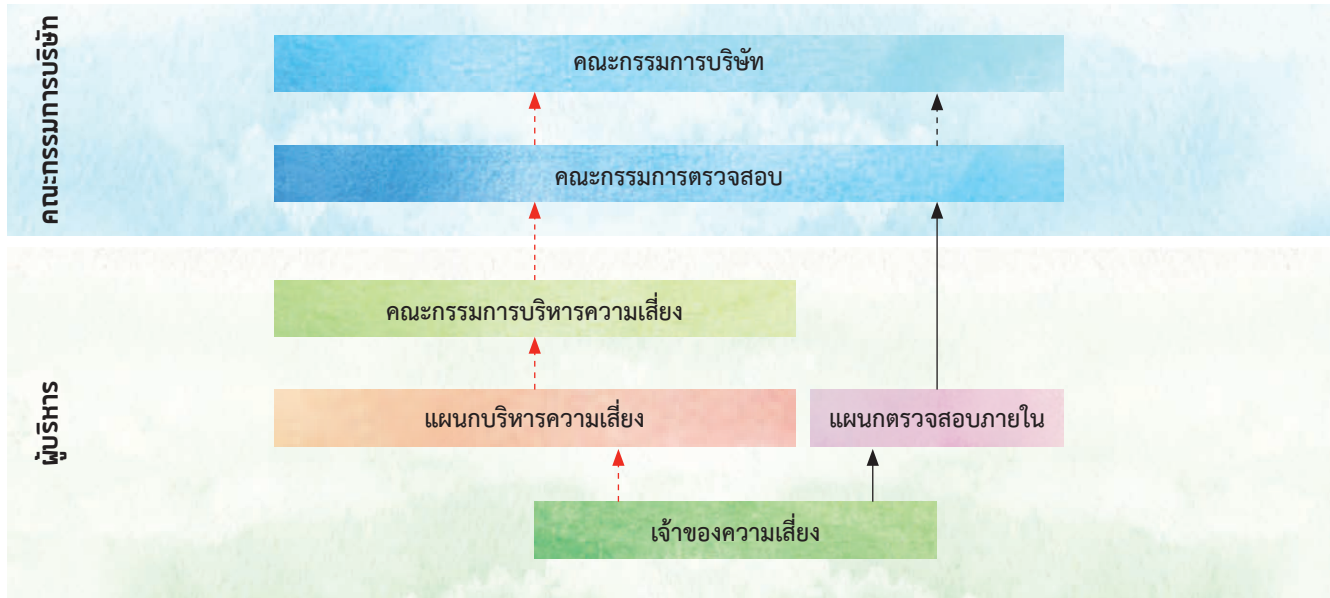 คณะกรรมการบริษัท
คณะกรรมการบริษัท
คณะกรรมการตรวจสอบ
ผู้บริหาร
คณะกรรมการบริหารความเสี่ยง
แผนกบริหารความเสี่ยง
แผนกตรวจสอบภายใน
เจ้าของความเสี่ยง